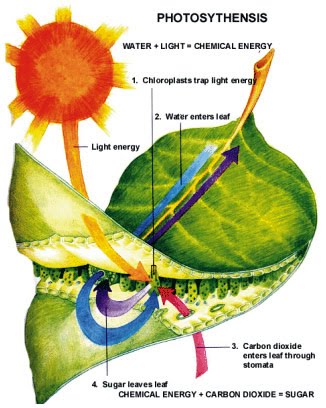 PHOTOSYTHENSIS
WATER + LIGHT = CHEMICAL ENERGY
1. Chloroplasts trap light energy
2. Water enters leaf
Light energy
3. Carbon dioxide
enters leaf through
stomata
4. Sugar leaves leaf
CHEMICAL ENERGY + CARBON DIOXIDE = SUGAR